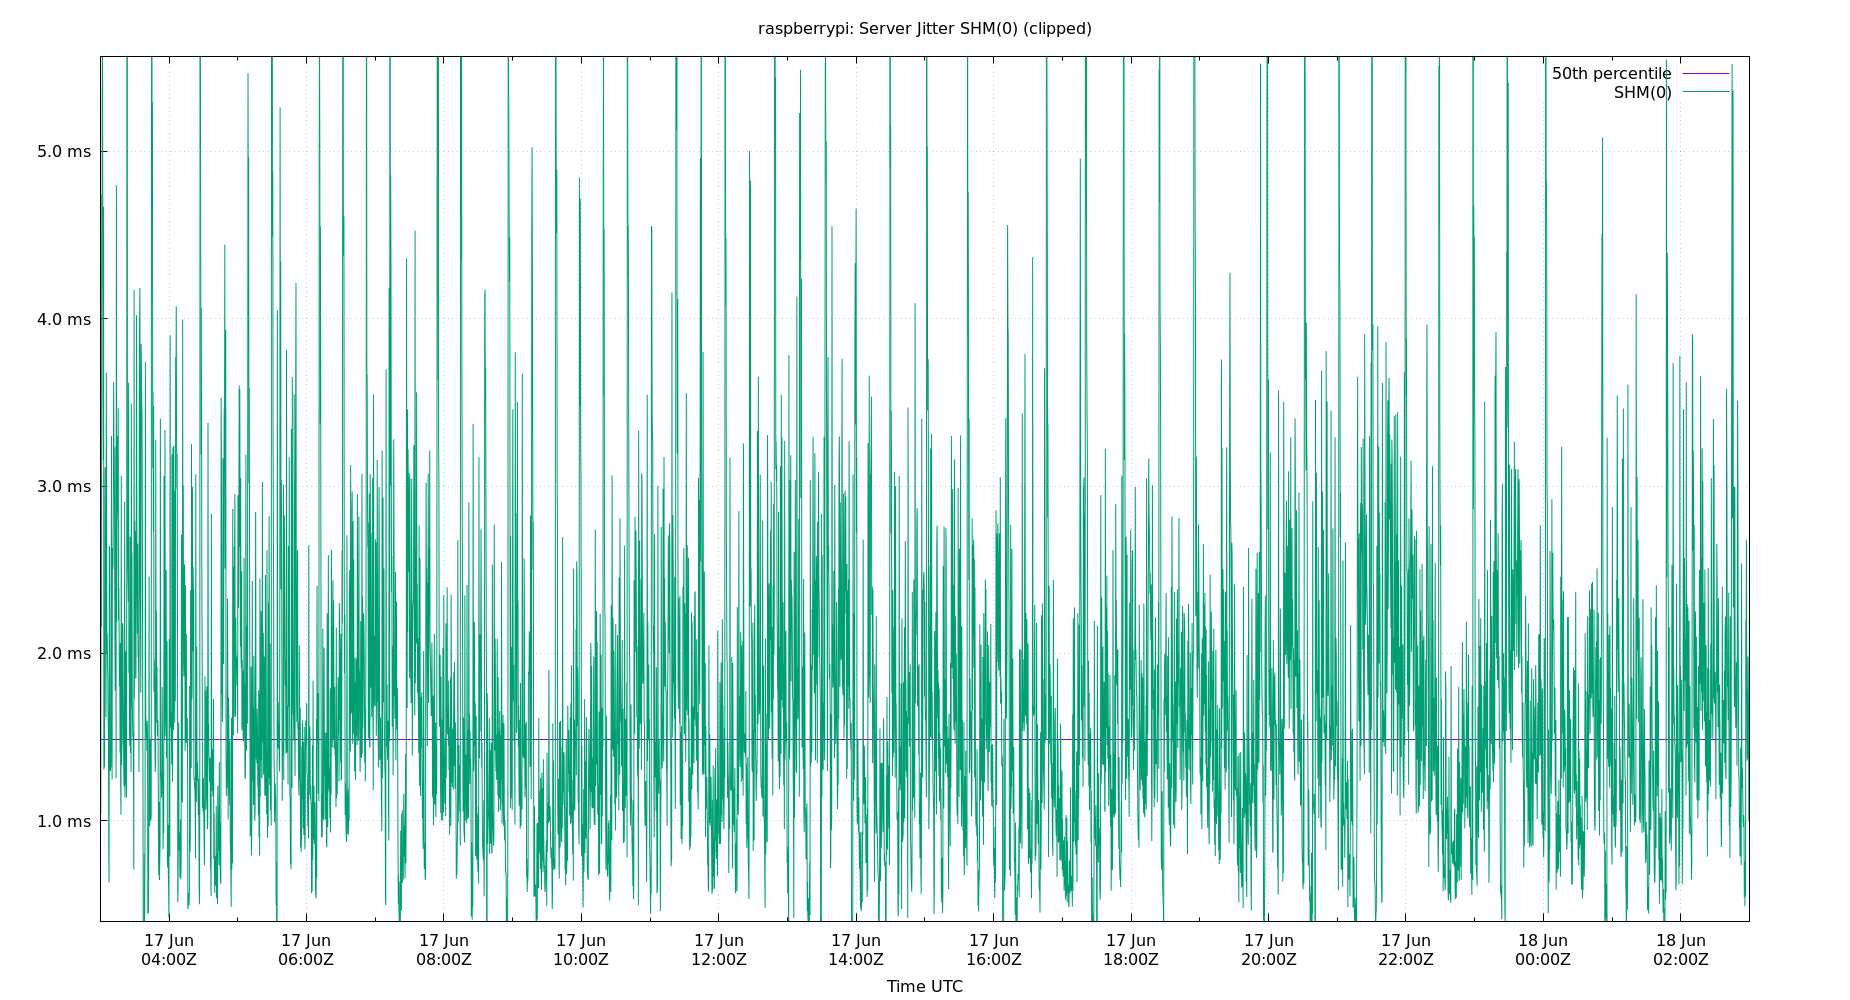 raspberrypi: Server Jitter SHM(0) (clipped)
50th percentile
SHM(0)
5.0 ms
4.0 ms
3.0 ms
2.0 ms
1.0 ms
17 Jun 17 Jun 17 Jun 17 Jun 17 Jun 17 Jun 17 Jun 17 Jun 17 Jun 17 Jun 18 Jun 18 Jun
04:00Z 06:00Z 08:00Z 10:00Z 12:00Z 14:00Z 16:00Z 18:00Z 20:00Z 22:00Z 00:00Z 02:00Z
Time UTC